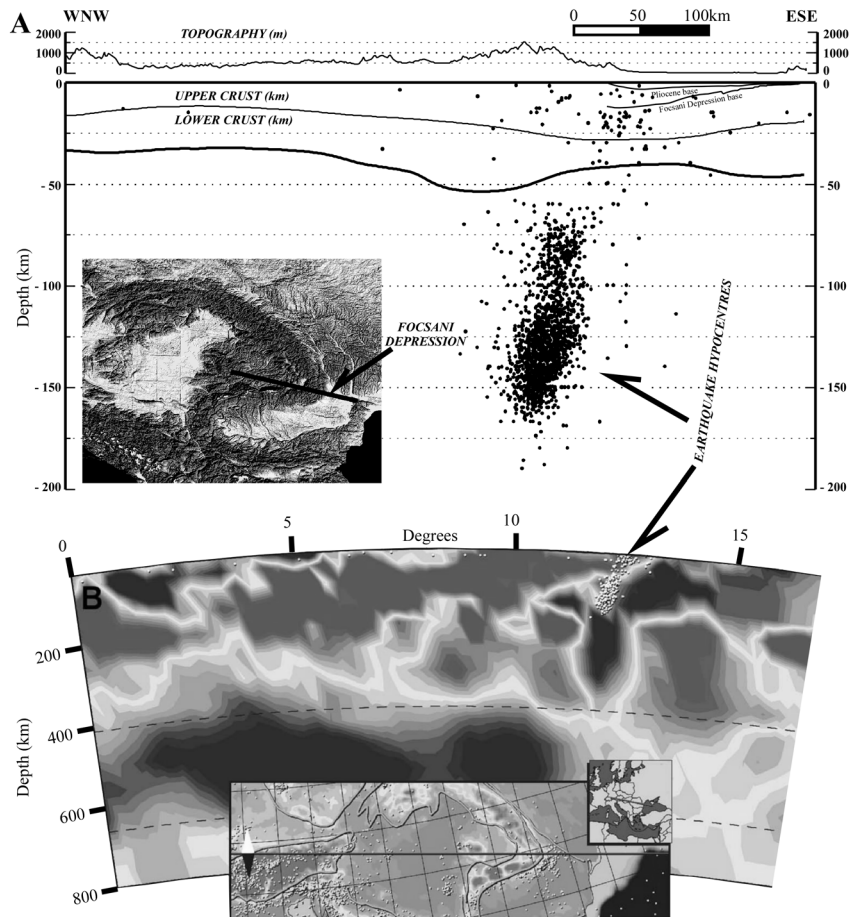 A
WNW
0 50 100km
ESE
TOPOGRAPHY (m)
2000
1000
0
2000
1000
0
0
UPPER CRUST (km)
LOWER CRUST (km)
Pliocene base
Focsani Depression base
0
- 50
- 50
Depth (km)
- 100
- 100
FOCSANI
DEPRESSION
EARTHQUAKE HYPOCENTRES
- 150
- 150
- 200
- 200
0
5
Degrees
10
15
B
200
400
Depth (km)
600
800